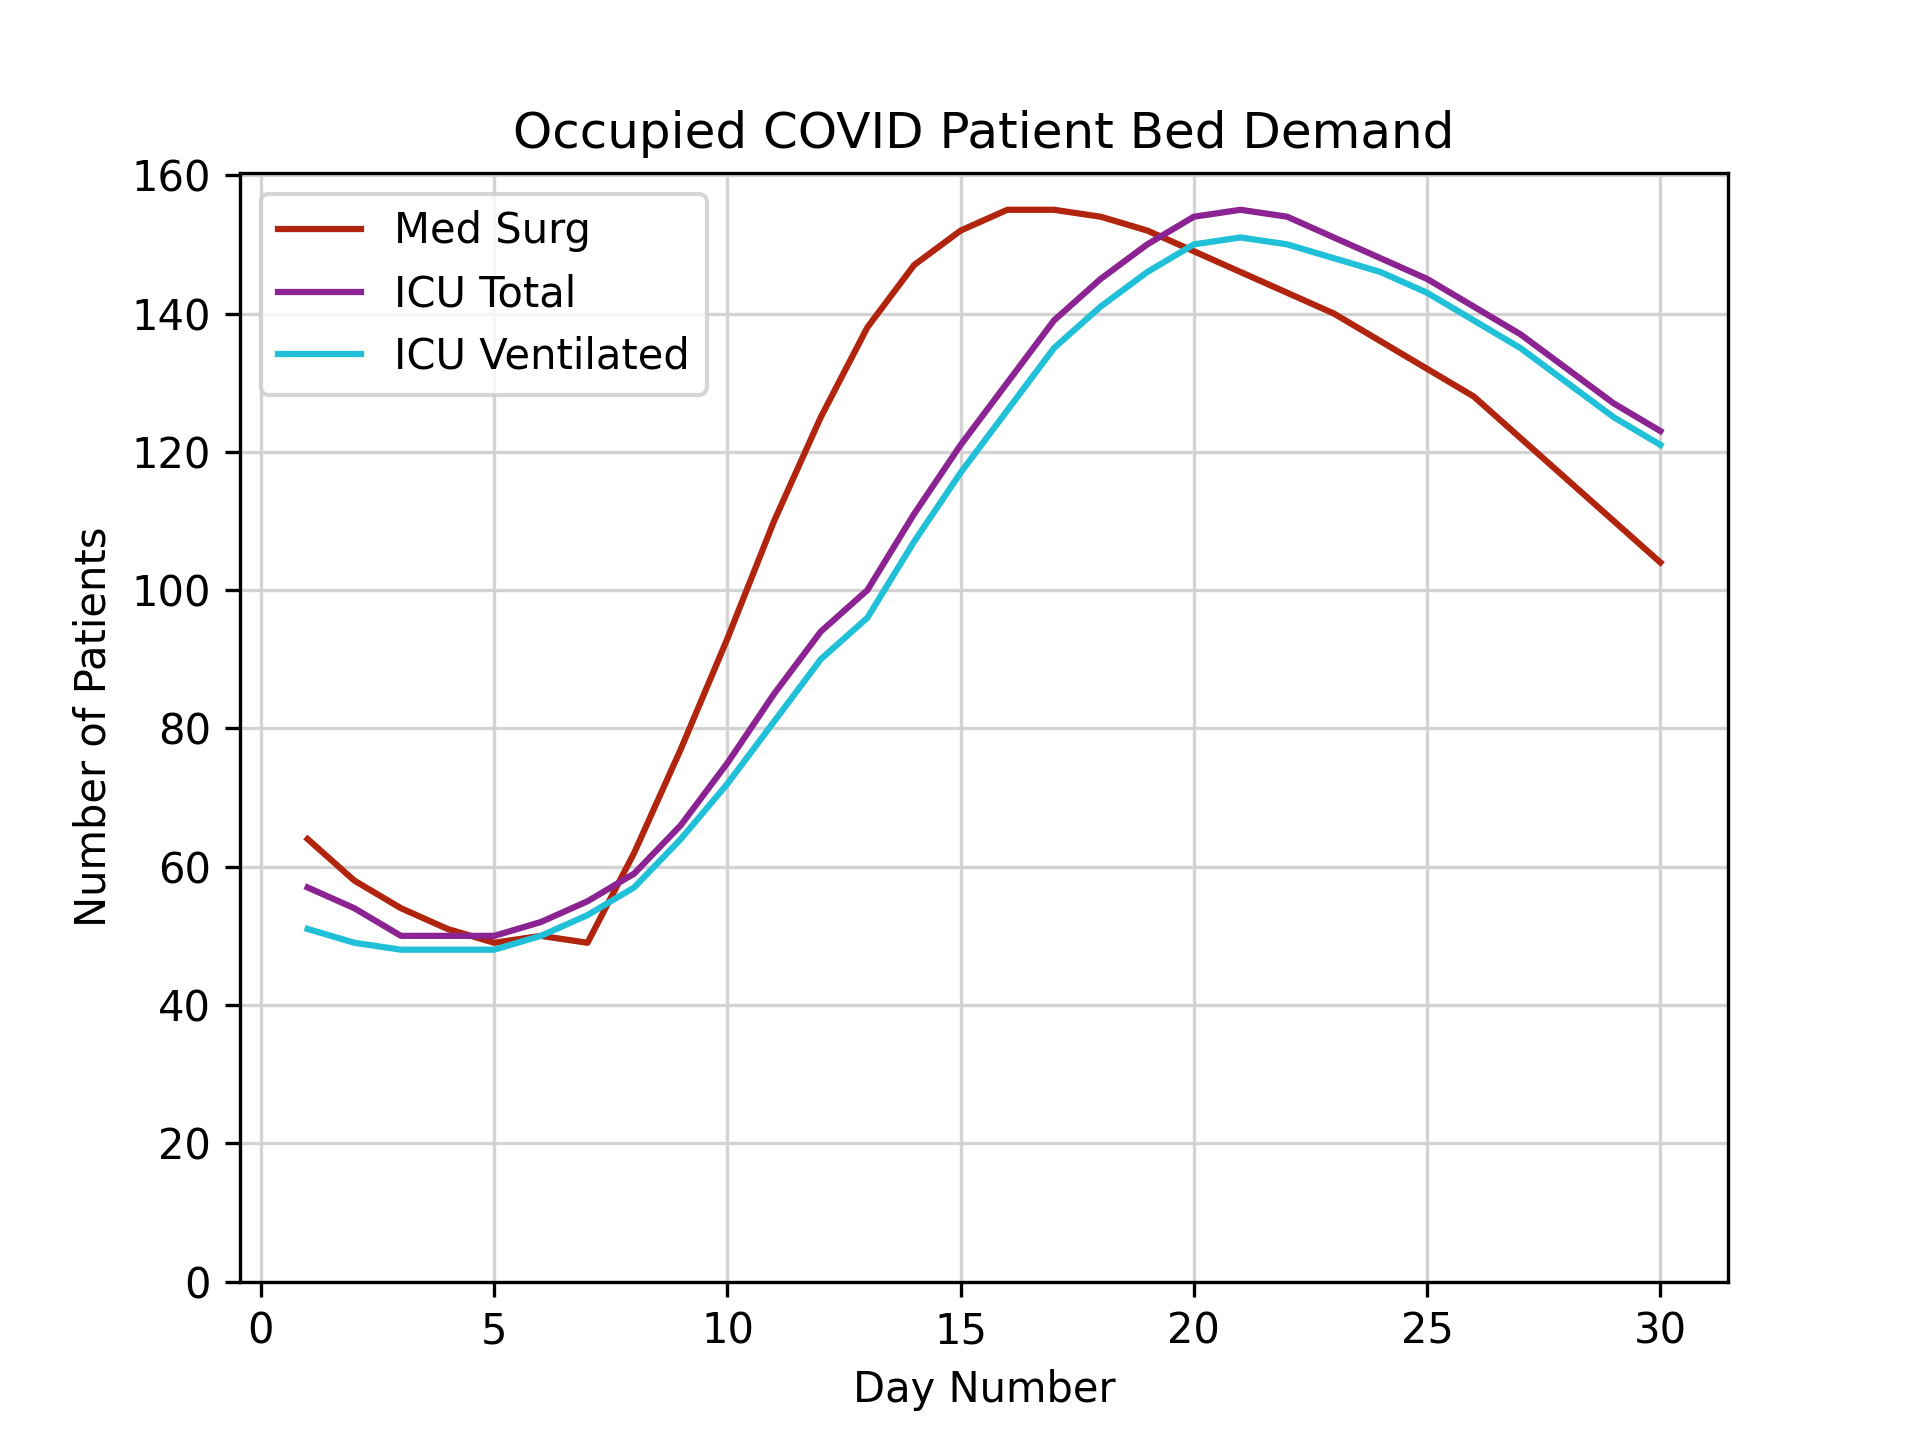 Occupied COVID Patient Bed Demand
160
140
120
100
80
60
40
20
0
Number of Patients
Med Surg
ICU Total
ICU Ventilated
0 5 10 15 20 25 30
Day Number